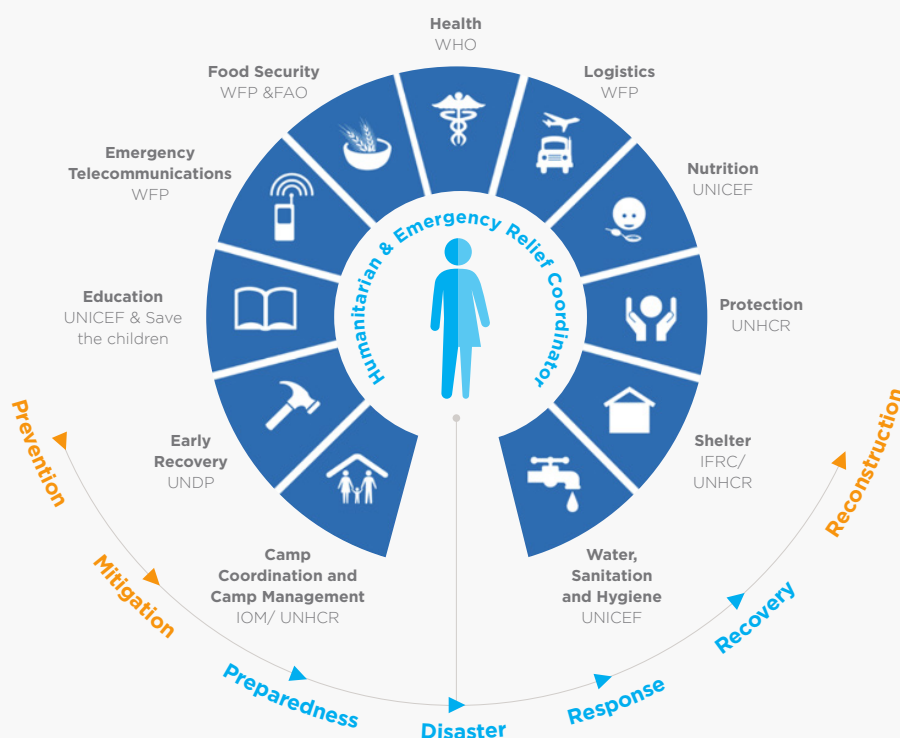 Health
WHO
Food Security
WFP &FAO
Logistics
WFP
Emergency
Telecommunications
WFP
Nutrition
UNICEF
Education
UNICEF & Save
the children
Protection
UNHCR
Humanitarian & Emergency Relief Coordinator
Early
Recovery
UNDP
Shelter
IFRC/
UNHCR
Camp
Coordination and
Camp Management
IOM/ UNHCR
Water,
Sanitation
and Hygiene
UNICEF
Prevention
Mitigation
Preparedness
Disaster
Response
Recovery
Reconstruction